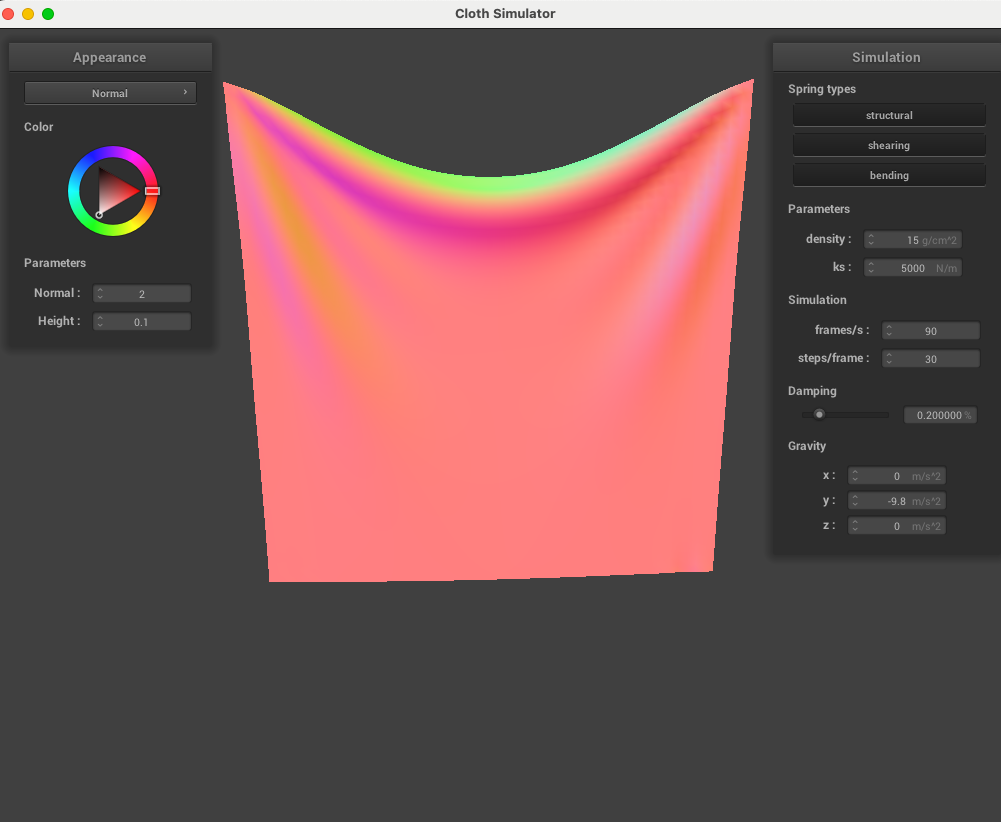 Cloth Simulator
Appearance
Normal ›
Color
Parameters
Normal : 2
Height : 0.1
Simulation
Spring types
structural
shearing
bending
Parameters
density : 15 g/cm^2
ks : 5000 N/m
Simulation
frames/s : 90
steps/frame : 30
Damping
0.200000 %
Gravity
x : 0 m/s^2
y : -9.8 m/s^2
z : 0 m/s^2